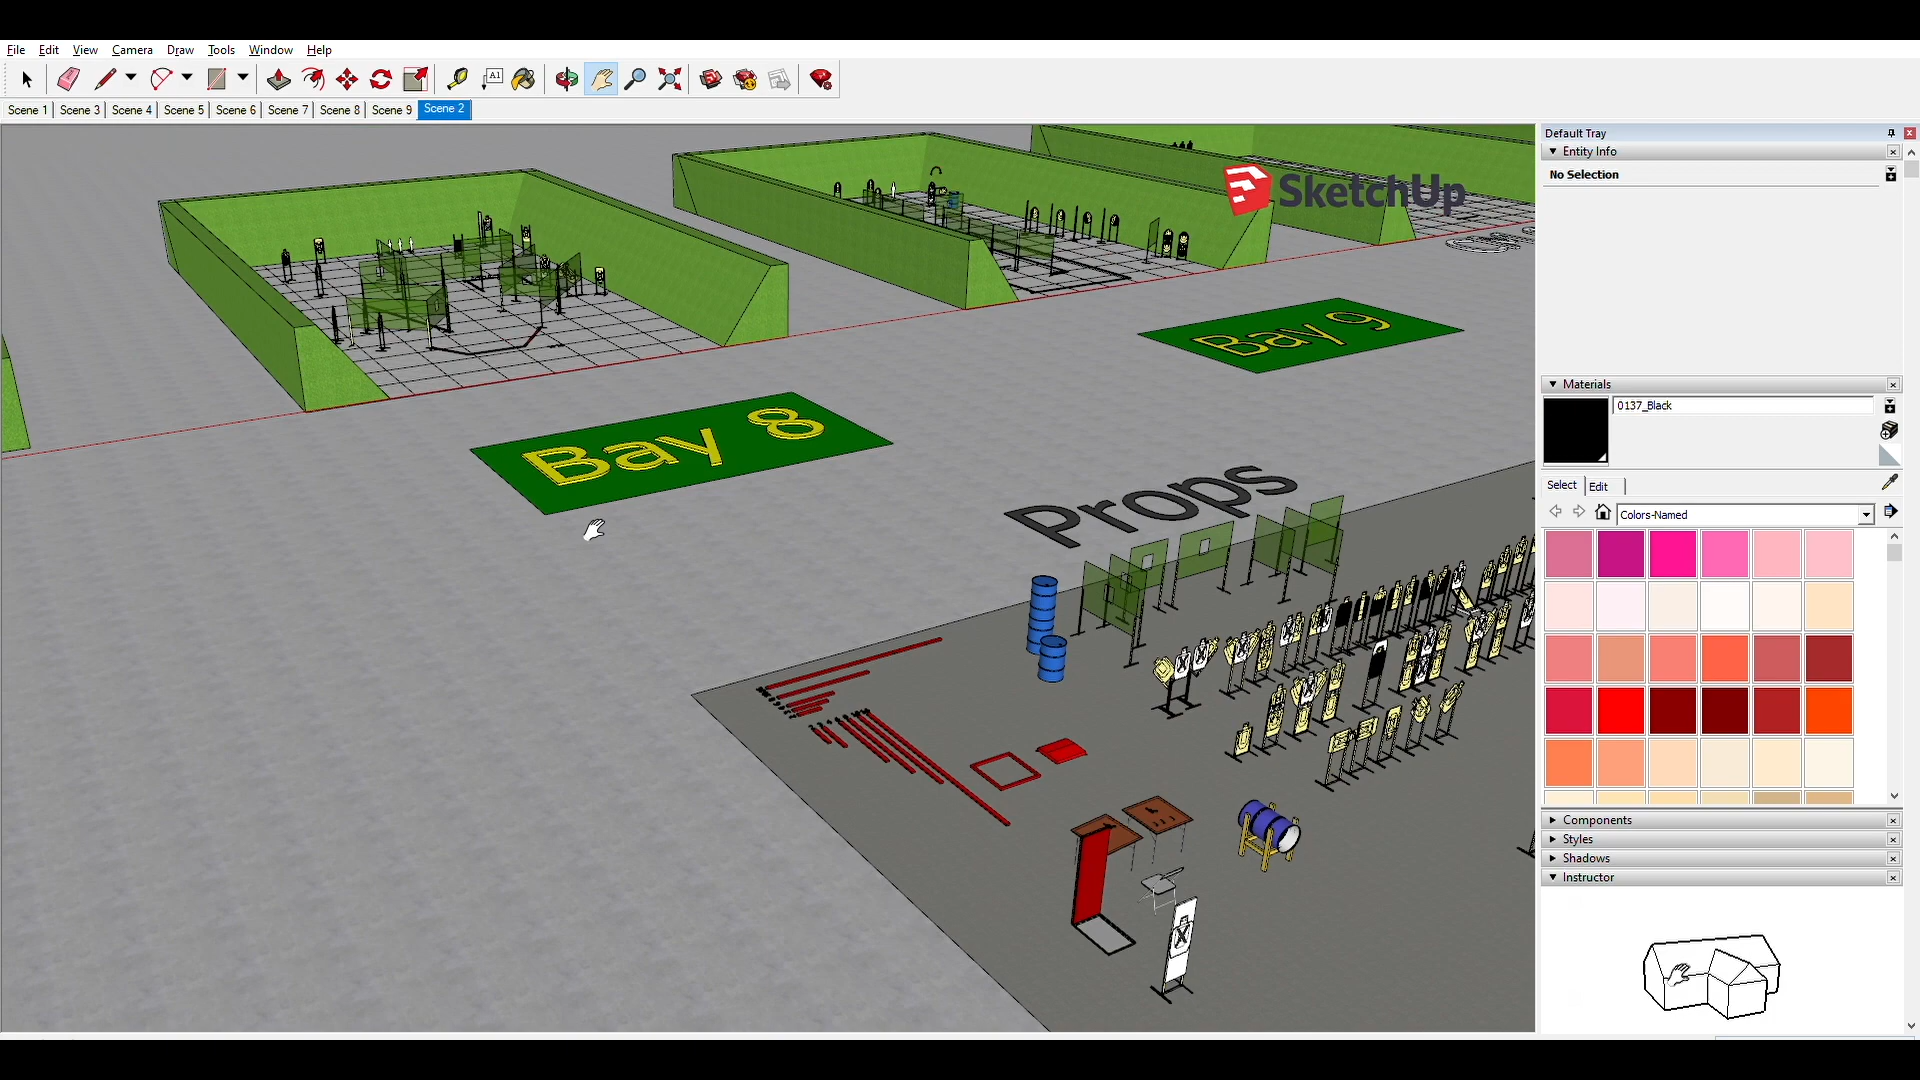 File Edit View Camera Draw Tools Window Help
A1
Scene 1 Scene 3 Scene 4 Scene 5 Scene 6 Scene 7 Scene 8 Scene 9 Scene 2
SketchUp
Bay 9
Bay 8
Props
Default Tray
Entity Info
No Selection
Materials
0137_Black
Select Edit
Colors-Named
Components
Styles
Shadows
Instructor